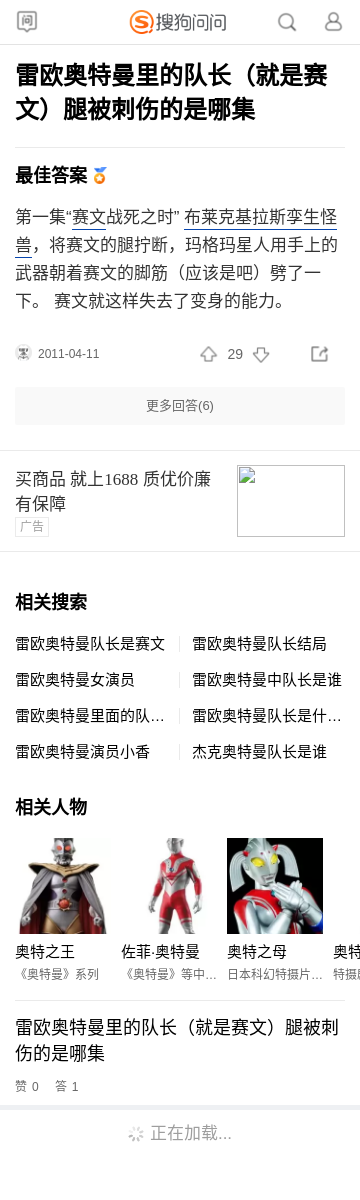 问
搜狗问问
雷欧奥特曼里的队长（就是赛
文）腿被刺伤的是哪集
最佳答案
第一集“赛文战死之时” 布莱克基拉斯孪生怪
兽，将赛文的腿拧断，玛格玛星人用手上的
武器朝着赛文的脚筋（应该是吧）劈了一
下。 赛文就这样失去了变身的能力。
2011-04-11 29
更多回答(6)
买商品 就上1688 质优价廉
有保障
广告
相关搜索
雷欧奥特曼队长是赛文 雷欧奥特曼队长结局
雷欧奥特曼女演员 雷欧奥特曼中队长是谁
雷欧奥特曼里面的队… 雷欧奥特曼队长是什…
雷欧奥特曼演员小香 杰克奥特曼队长是谁
相关人物
奥特之王 佐菲·奥特曼 奥特之母 奥特
《奥特曼》系列 《奥特曼》等中… 日本科幻特摄片… 特摄
雷欧奥特曼里的队长（就是赛文）腿被刺
伤的是哪集
赞 0 答 1
正在加载...